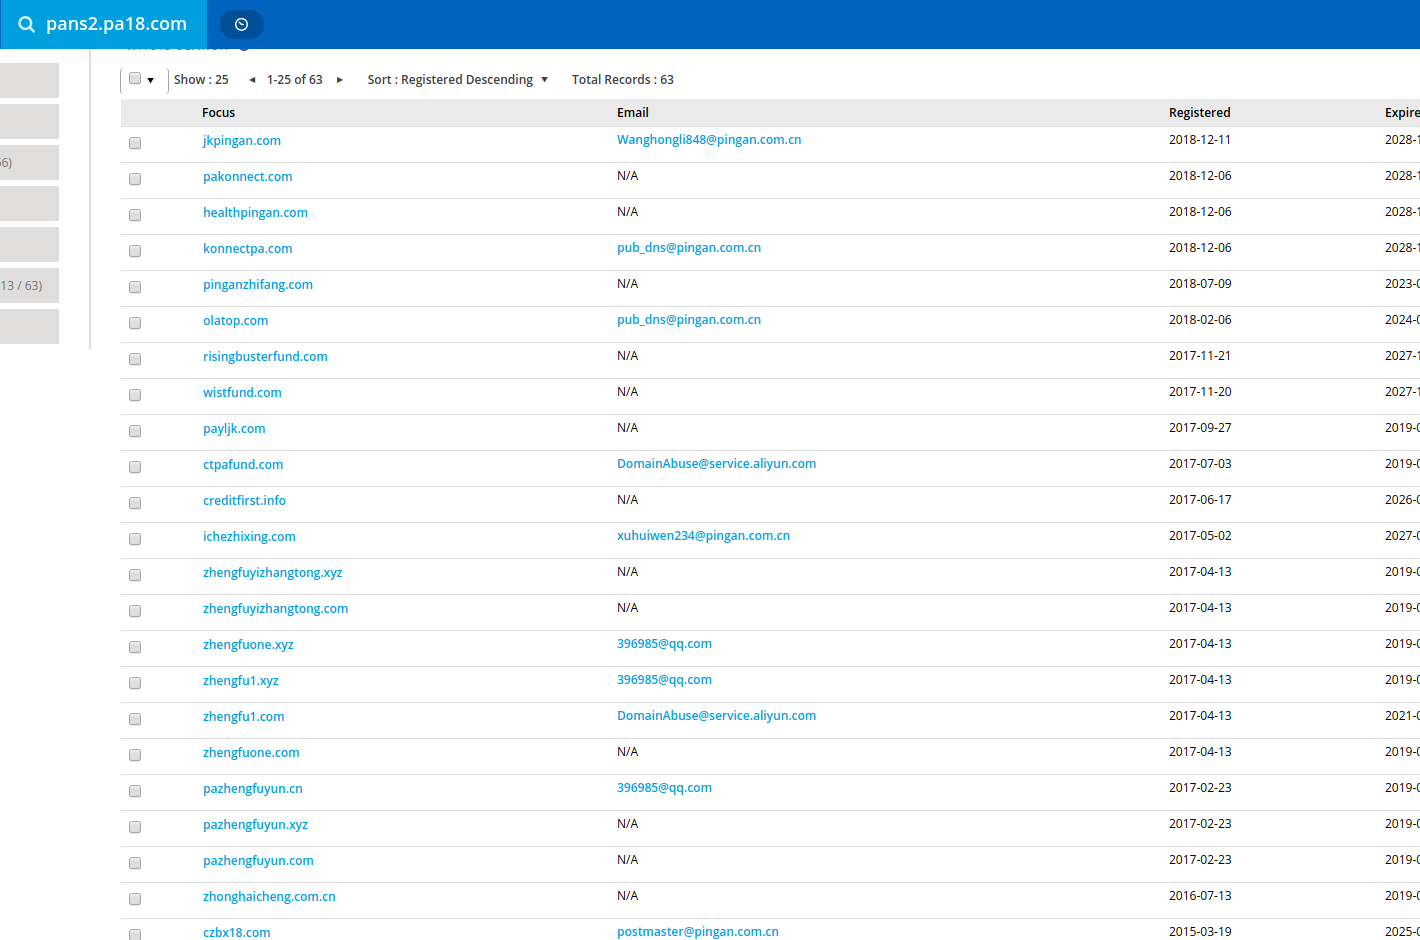 pans2.pa18.com
Show : 25 1-25 of 63 Sort : Registered Descending Total Records : 63
Focus Email Registered Expire
jkpingan.com Wanghongli848@pingan.com.cn 2018-12-11 2028-1
pakonnect.com N/A 2018-12-06 2028-1
66)
healthpingan.com N/A 2018-12-06 2028-1
konnectpa.com pub_dns@pingan.com.cn 2018-12-06 2028-1
13 / 63)
pinganzhifang.com N/A 2018-07-09 2023-0
olatop.com pub_dns@pingan.com.cn 2018-02-06 2024-0
risingbusterfund.com N/A 2017-11-21 2027-1
wistfund.com N/A 2017-11-20 2027-1
payljk.com N/A 2017-09-27 2019-0
ctpafund.com DomainAbuse@service.aliyun.com 2017-07-03 2019-0
creditfirst.info N/A 2017-06-17 2026-0
ichezhixing.com xuhuiwen234@pingan.com.cn 2017-05-02 2027-0
zhengfuyizhangtong.xyz N/A 2017-04-13 2019-0
zhengfuyizhangtong.com N/A 2017-04-13 2019-0
zhengfuone.xyz 396985@qq.com 2017-04-13 2019-0
zhengfu1.xyz 396985@qq.com 2017-04-13 2019-0
zhengfu1.com DomainAbuse@service.aliyun.com 2017-04-13 2021-0
zhengfuone.com N/A 2017-04-13 2019-0
pazhengfuyun.cn 396985@qq.com 2017-02-23 2019-0
pazhengfuyun.xyz N/A 2017-02-23 2019-0
pazhengfuyun.com N/A 2017-02-23 2019-0
zhonghaicheng.com.cn N/A 2016-07-13 2019-0
czbx18.com postmaster@pingan.com.cn 2015-03-19 2025-0